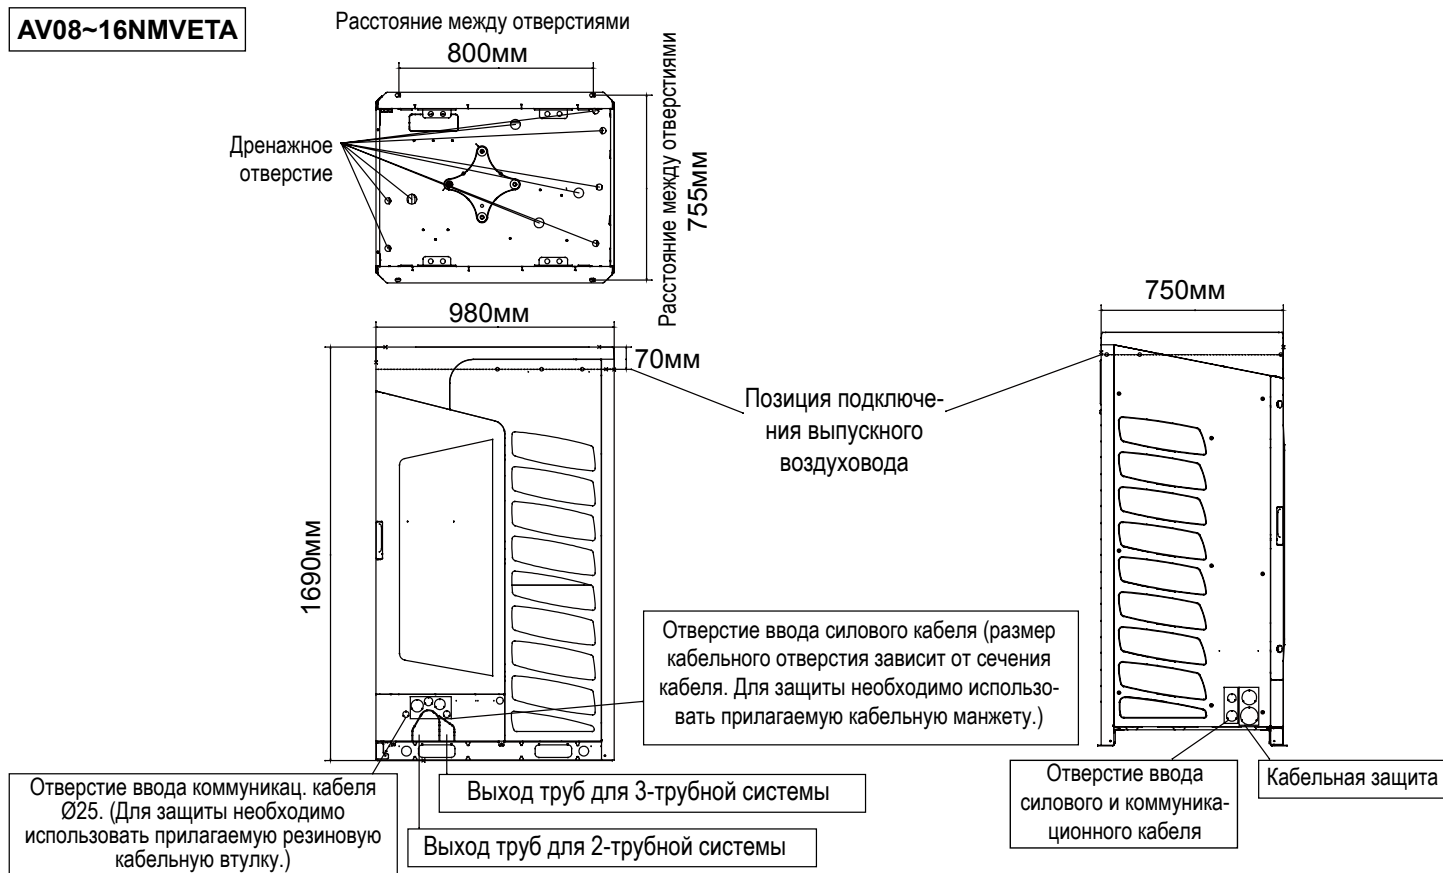 AV08~16NMVETA
Расстояние между отверстиями
800мм
Расстояние между отверстиями
755мм
Дренажное
отверстие
980мм
70мм
750мм
Позиция подключе-
ния выпускного
воздуховода
1690мм
Отверстие ввода силового кабеля (размер
кабельного отверстия зависит от сечения
кабеля. Для защиты необходимо использо-
вать прилагаемую кабельную манжету.)
Отверстие ввода коммуникац. кабеля
Ø25. (Для защиты необходимо
использовать прилагаемую резиновую
кабельную втулку.)
Выход труб для 3-трубной системы
Выход труб для 2-трубной системы
Отверстие ввода
силового и коммуника-
ционного кабеля
Кабельная защита